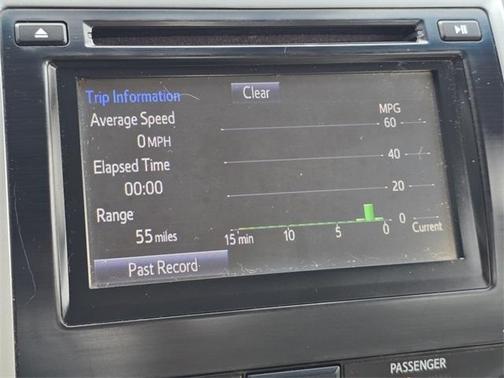 Trip Information
Clear
Average Speed
0 MPH
Elapsed Time
00:00
Range
55 miles
Past Record
MPG
60
40
20
0
15 min 10 5 0 Current
PASSENGER